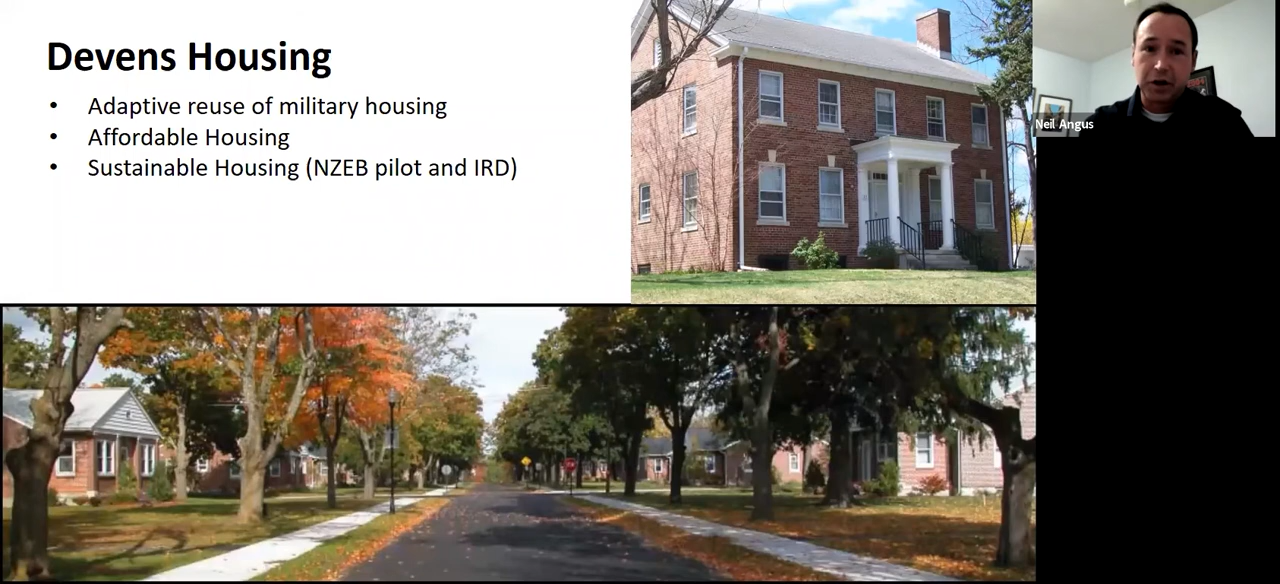 Devens Housing
• Adaptive reuse of military housing
• Affordable Housing
• Sustainable Housing (NZEB pilot and IRD)
Neil Angus